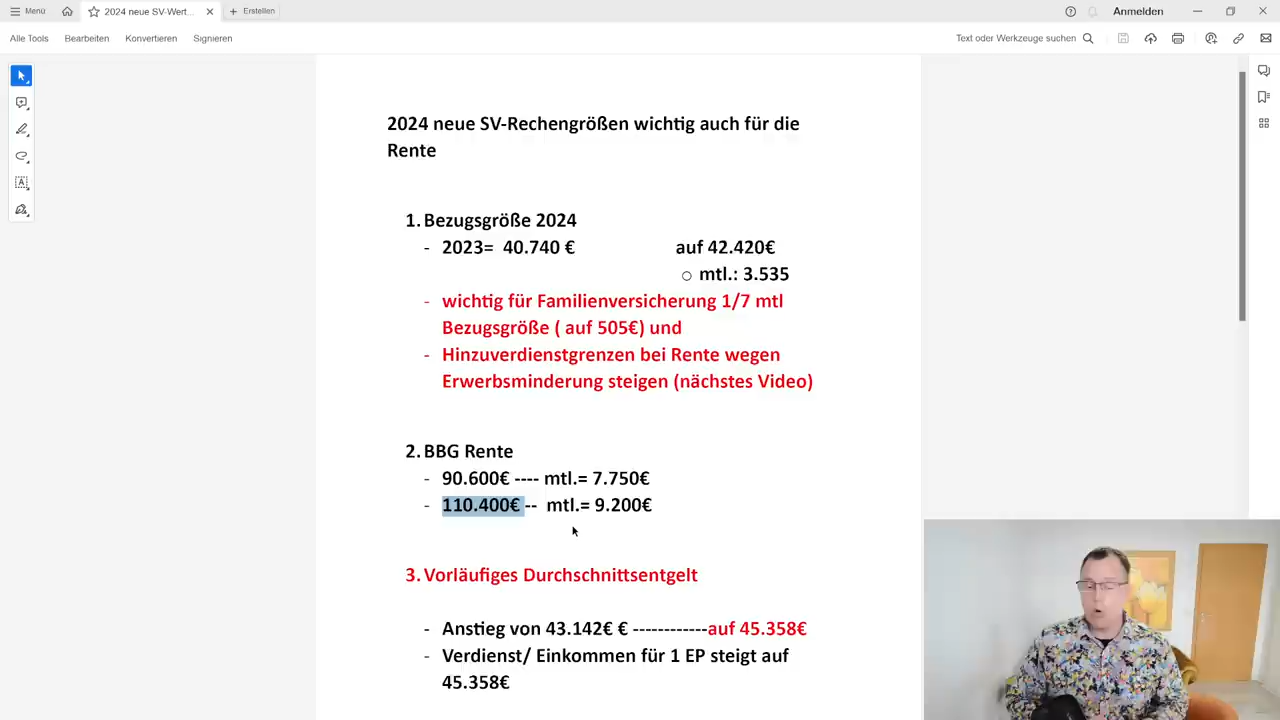 Menü
2024 neue SV-Wert...
Erstellen
Anmelden
Alle Tools
Bearbeiten
Konvertieren
Signieren
Text oder Werkzeuge suchen
2024 neue SV-Rechengrößen wichtig auch für die
Rente
1. Bezugsgröße 2024
- 2023= 40.740 € auf 42.420€
○ mtl.: 3.535
- wichtig für Familienversicherung 1/7 mtl
Bezugsgröße ( auf 505€) und
- Hinzuverdienstgrenzen bei Rente wegen
Erwerbsminderung steigen (nächstes Video)
2. BBG Rente
- 90.600€ ---- mtl.= 7.750€
- 110.400€ -- mtl.= 9.200€
3. Vorläufiges Durchschnittsentgelt
- Anstieg von 43.142€ € ------------auf 45.358€
- Verdienst/ Einkommen für 1 EP steigt auf
45.358€